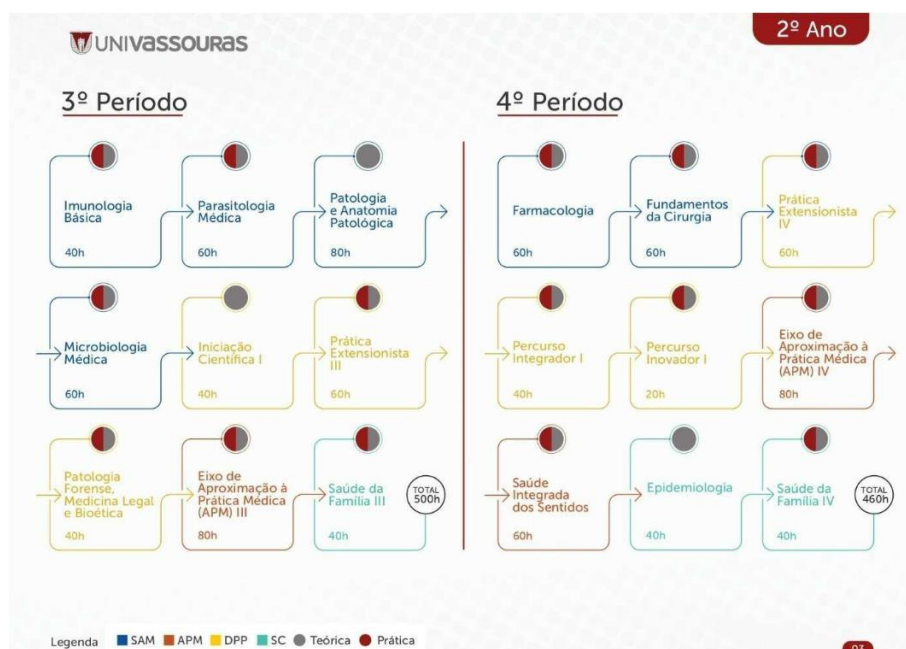 UNIVASSOURAS
2º Ano
3º Período
Imunologia
Básica
40h
Parasitologia
Médica
60h
Patologia
e Anatomia
Patológica
80h
Microbiologia
Médica
60h
Iniciação
Científica I
40h
Prática
Extensionista
III
60h
Patologia
Forense,
Medicina Legal
e Bioética
40h
Eixo de
Aproximação à
Prática Médica
(APM) III
80h
Saúde da
Família III
40h
TOTAL
500h
4º Período
Farmacologia
60h
Fundamentos
da Cirurgia
60h
Prática
Extensionista
IV
60h
Percurso
Integrador I
40h
Percurso
Inovador I
20h
Eixo de
Aproximação à
Prática Médica
(APM) IV
80h
Saúde
Integrada
dos Sentidos
60h
Epidemiologia
40h
Saúde da
Família IV
40h
TOTAL
460h
Legenda SAM APM DPP SC Teórica Prática
03